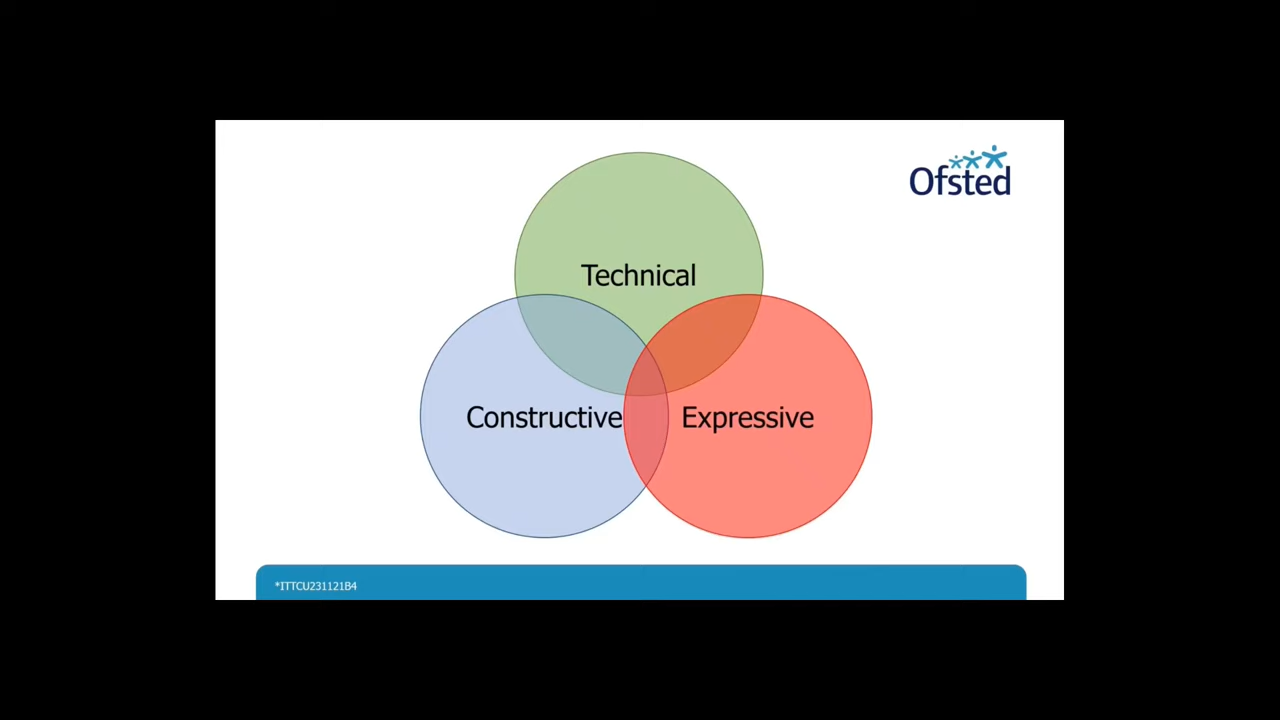 Ofsted
Technical
Constructive
Expressive
*ITTCU231121B4